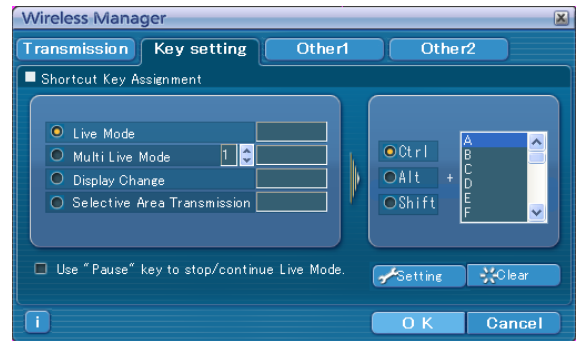 Wireless Manager
Transmission Key setting Other1 Other2
Shortcut Key Assignment
Live Mode
Multi Live Mode 1
Display Change
Selective Area Transmission
Ctrl
Alt +
Shift
A
B
C
D
E
F
Use "Pause" key to stop/continue Live Mode.
Setting Clear
i OK Cancel